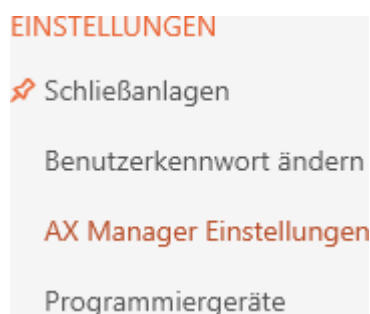 EINSTELLUNGEN
Schließanlagen
Benutzerkennwort ändern
AX Manager Einstellungen
Programmiergeräte